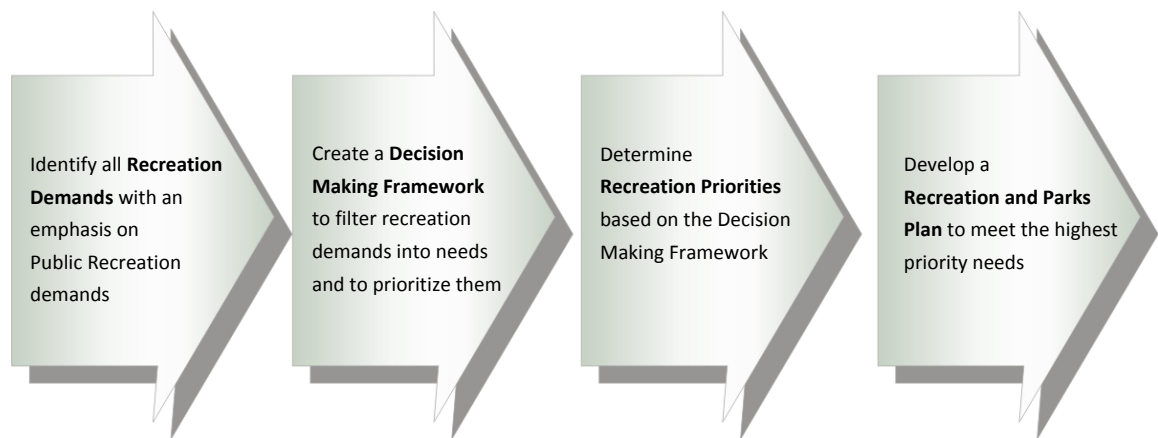 Identify all Recreation
Demands with an
emphasis on
Public Recreation
demands
Create a Decision
Making Framework
to filter recreation
demands into needs
and to prioritize them
Determine
Recreation Priorities
based on the Decision
Making Framework
Develop a
Recreation and Parks
Plan to meet the highest
priority needs